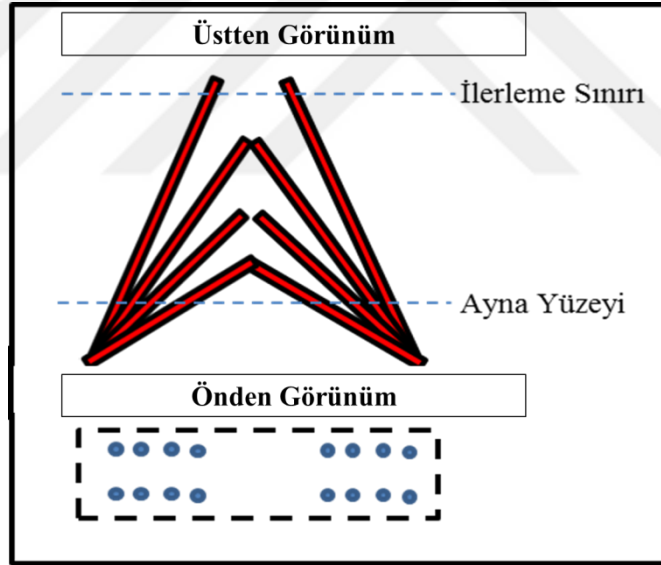 Üstten Görünüm
İlerleme Sınırı
Ayna Yüzeyi
Önden Görünüm